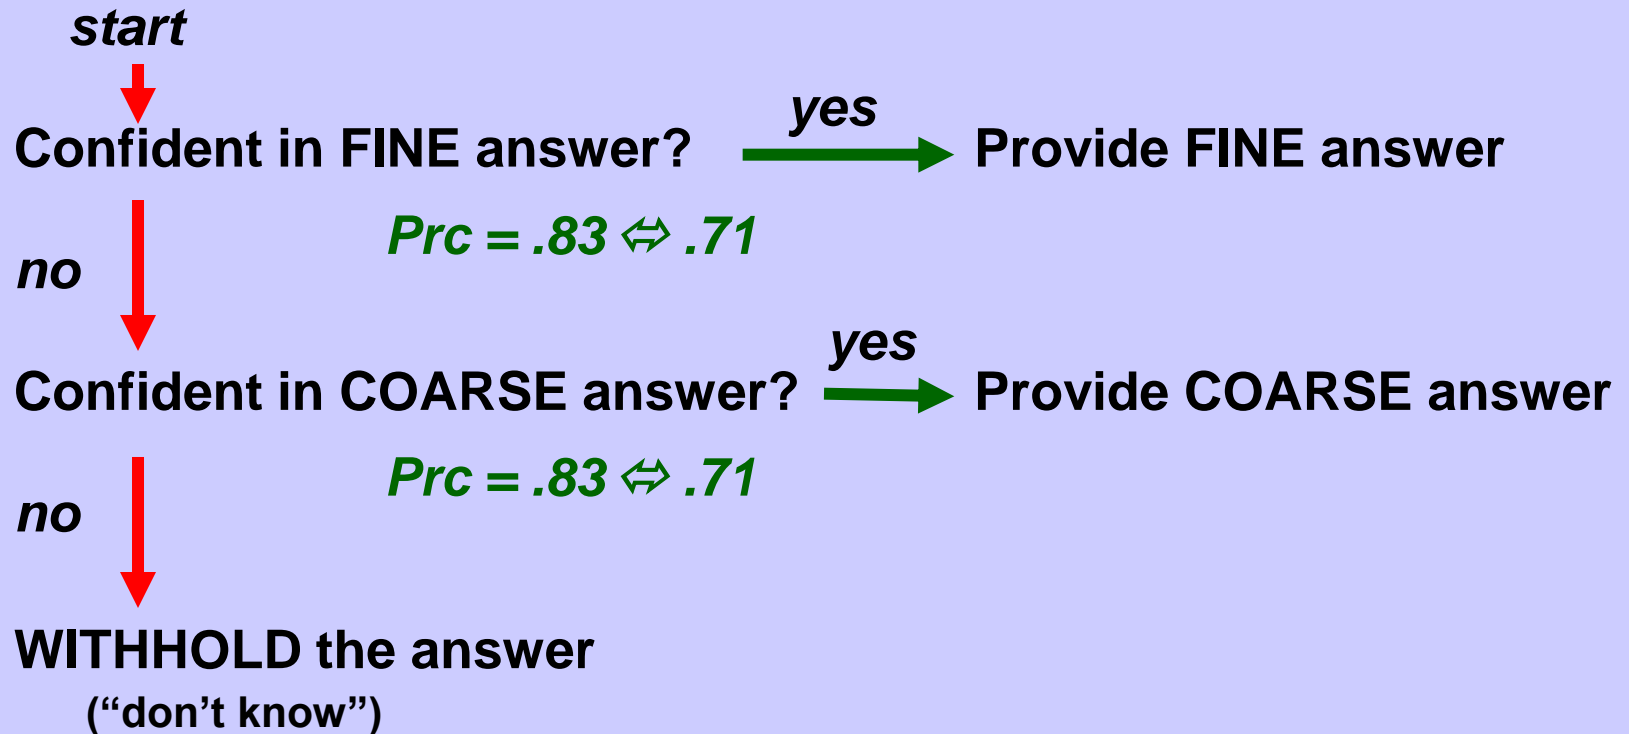 start
yes
Confident in FINE answer? Provide FINE answer
Prc = .83 ⬄ .71
no
yes
Confident in COARSE answer? Provide COARSE answer
Prc = .83 ⬄ .71
no
WITHHOLD the answer
(“don’t know”)